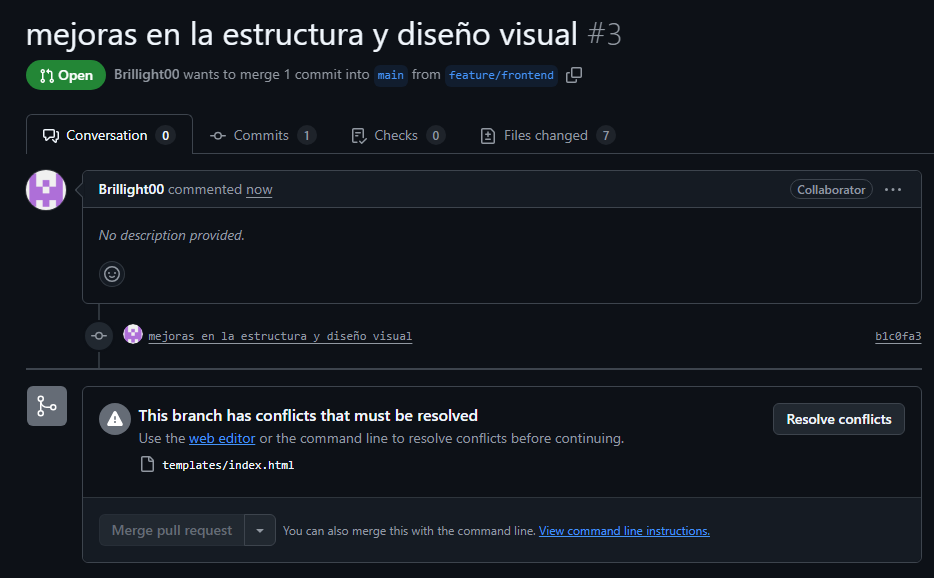 mejoras en la estructura y diseño visual #3
Open Brillight00 wants to merge 1 commit into main from feature/frontend
Conversation 0 Commits 1 Checks 0 Files changed 7
Brillight00 commented now Collaborator
No description provided.
mejoras en la estructura y diseño visual b1c0fa3
This branch has conflicts that must be resolved
Resolve conflicts
Use the web editor or the command line to resolve conflicts before continuing.
templates/index.html
Merge pull request You can also merge this with the command line. View command line instructions.